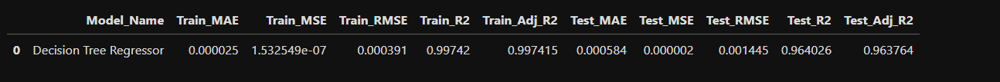 Model_Name Train_MAE Train_MSE Train_RMSE Train_R2 Train_Adj_R2 Test_MAE Test_MSE Test_RMSE Test_R2 Test_Adj_R2
0 Decision Tree Regressor 0.000025 1.532549e-07 0.000391 0.99742 0.997415 0.000584 0.000002 0.001445 0.964026 0.963764